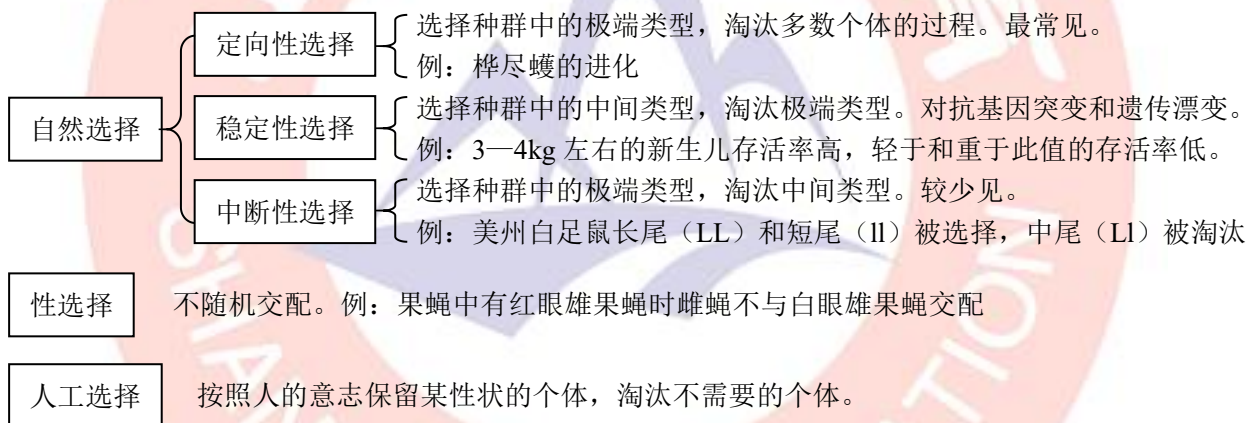 定向性选择
选择种群中的极端类型，淘汰多数个体的过程。最常见。
例：桦尽蠖的进化
自然选择
稳定性选择
选择种群中的中间类型，淘汰极端类型。对抗基因突变和遗传漂变。
例：3—4kg 左右的新生儿存活率高，轻于和重于此值的存活率低。
中断性选择
选择种群中的极端类型，淘汰中间类型。较少见。
例：美州白足鼠长尾（LL）和短尾（ll）被选择，中尾（Ll）被淘汰
性选择
不随机交配。例：果蝇中有红眼雄果蝇时雌蝇不与白眼雄果蝇交配
人工选择
按照人的意志保留某性状的个体，淘汰不需要的个体。